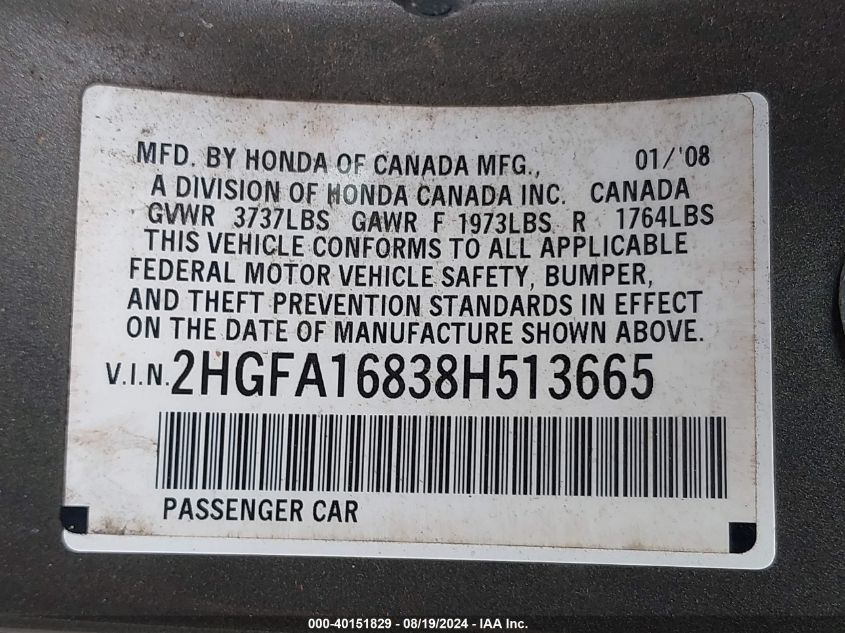 MFD. BY HONDA OF CANADA MFG., 01/'08
A DIVISION OF HONDA CANADA INC. CANADA
GVWR 3737LBS GAWR F 1973LBS R 1764LBS
THIS VEHICLE CONFORMS TO ALL APPLICABLE
FEDERAL MOTOR VEHICLE SAFETY, BUMPER,
AND THEFT PREVENTION STANDARDS IN EFFECT
ON THE DATE OF MANUFACTURE SHOWN ABOVE.
V.I.N. 2HGFA16838H513665
PASSENGER CAR
000-40151829 - 08/19/2024 - IAA Inc.